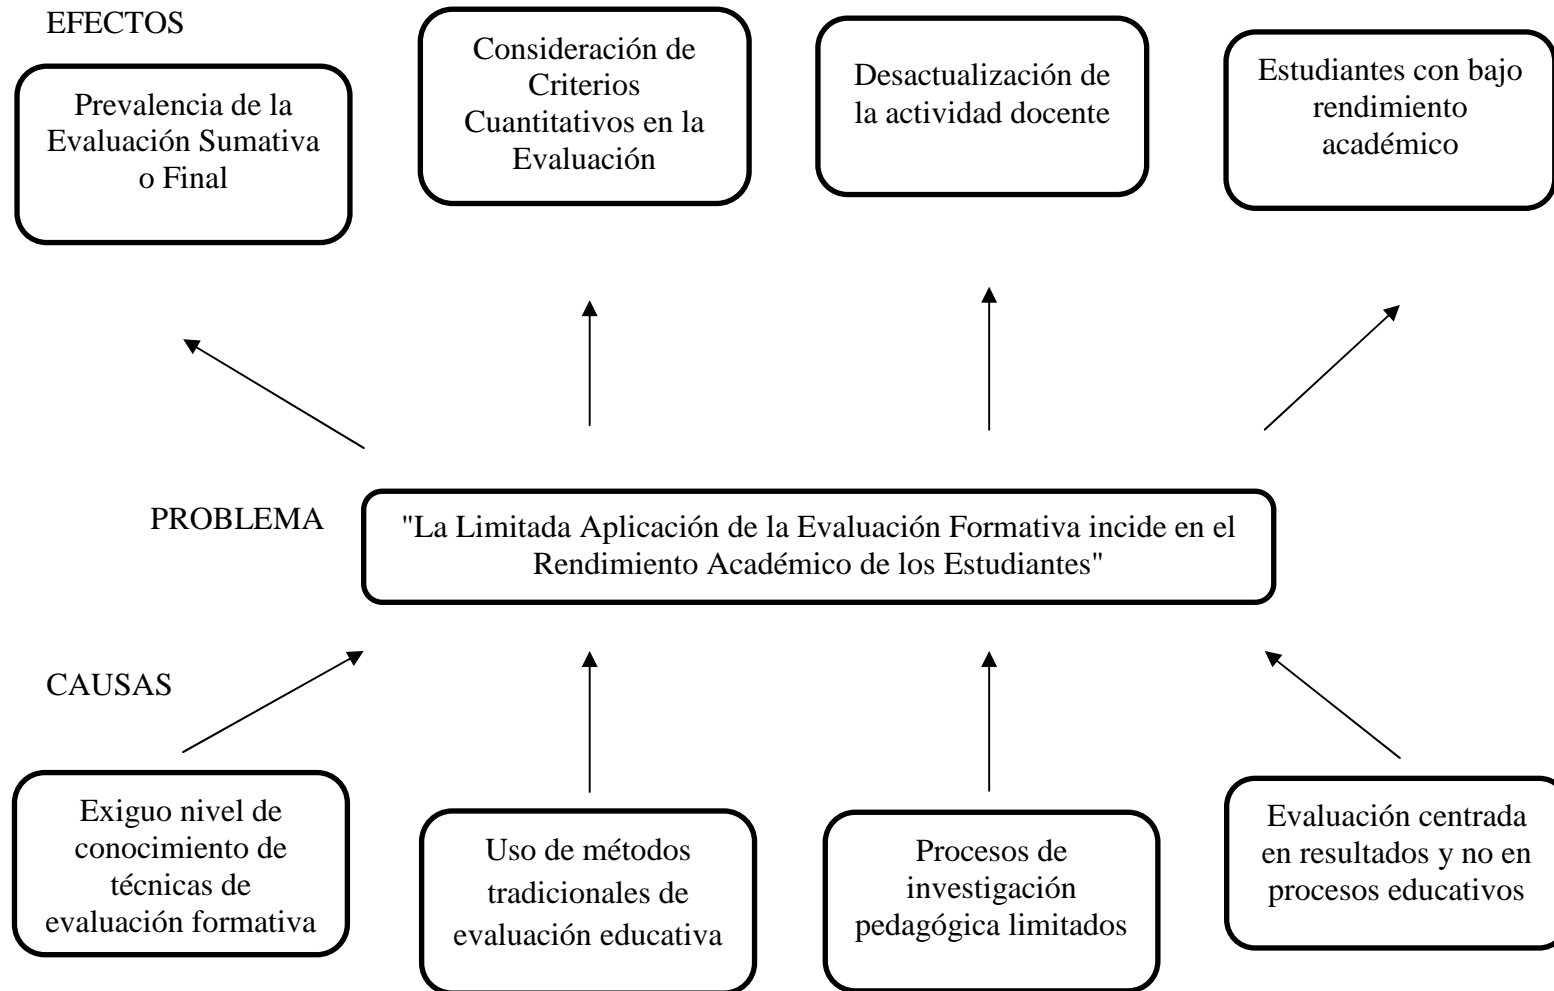 EFECTOS
Prevalencia de la
Evaluación Sumativa
o Final
Consideración de
Criterios
Cuantitativos en la
Evaluación
Desactualización de
la actividad docente
Estudiantes con bajo
rendimiento
académico
PROBLEMA
"La Limitada Aplicación de la Evaluación Formativa incide en el
Rendimiento Académico de los Estudiantes"
CAUSAS
Exiguo nivel de
conocimiento de
técnicas de
evaluación formativa
Uso de métodos
tradicionales de
evaluación educativa
Procesos de
investigación
pedagógica limitados
Evaluación centrada
en resultados y no en
procesos educativos